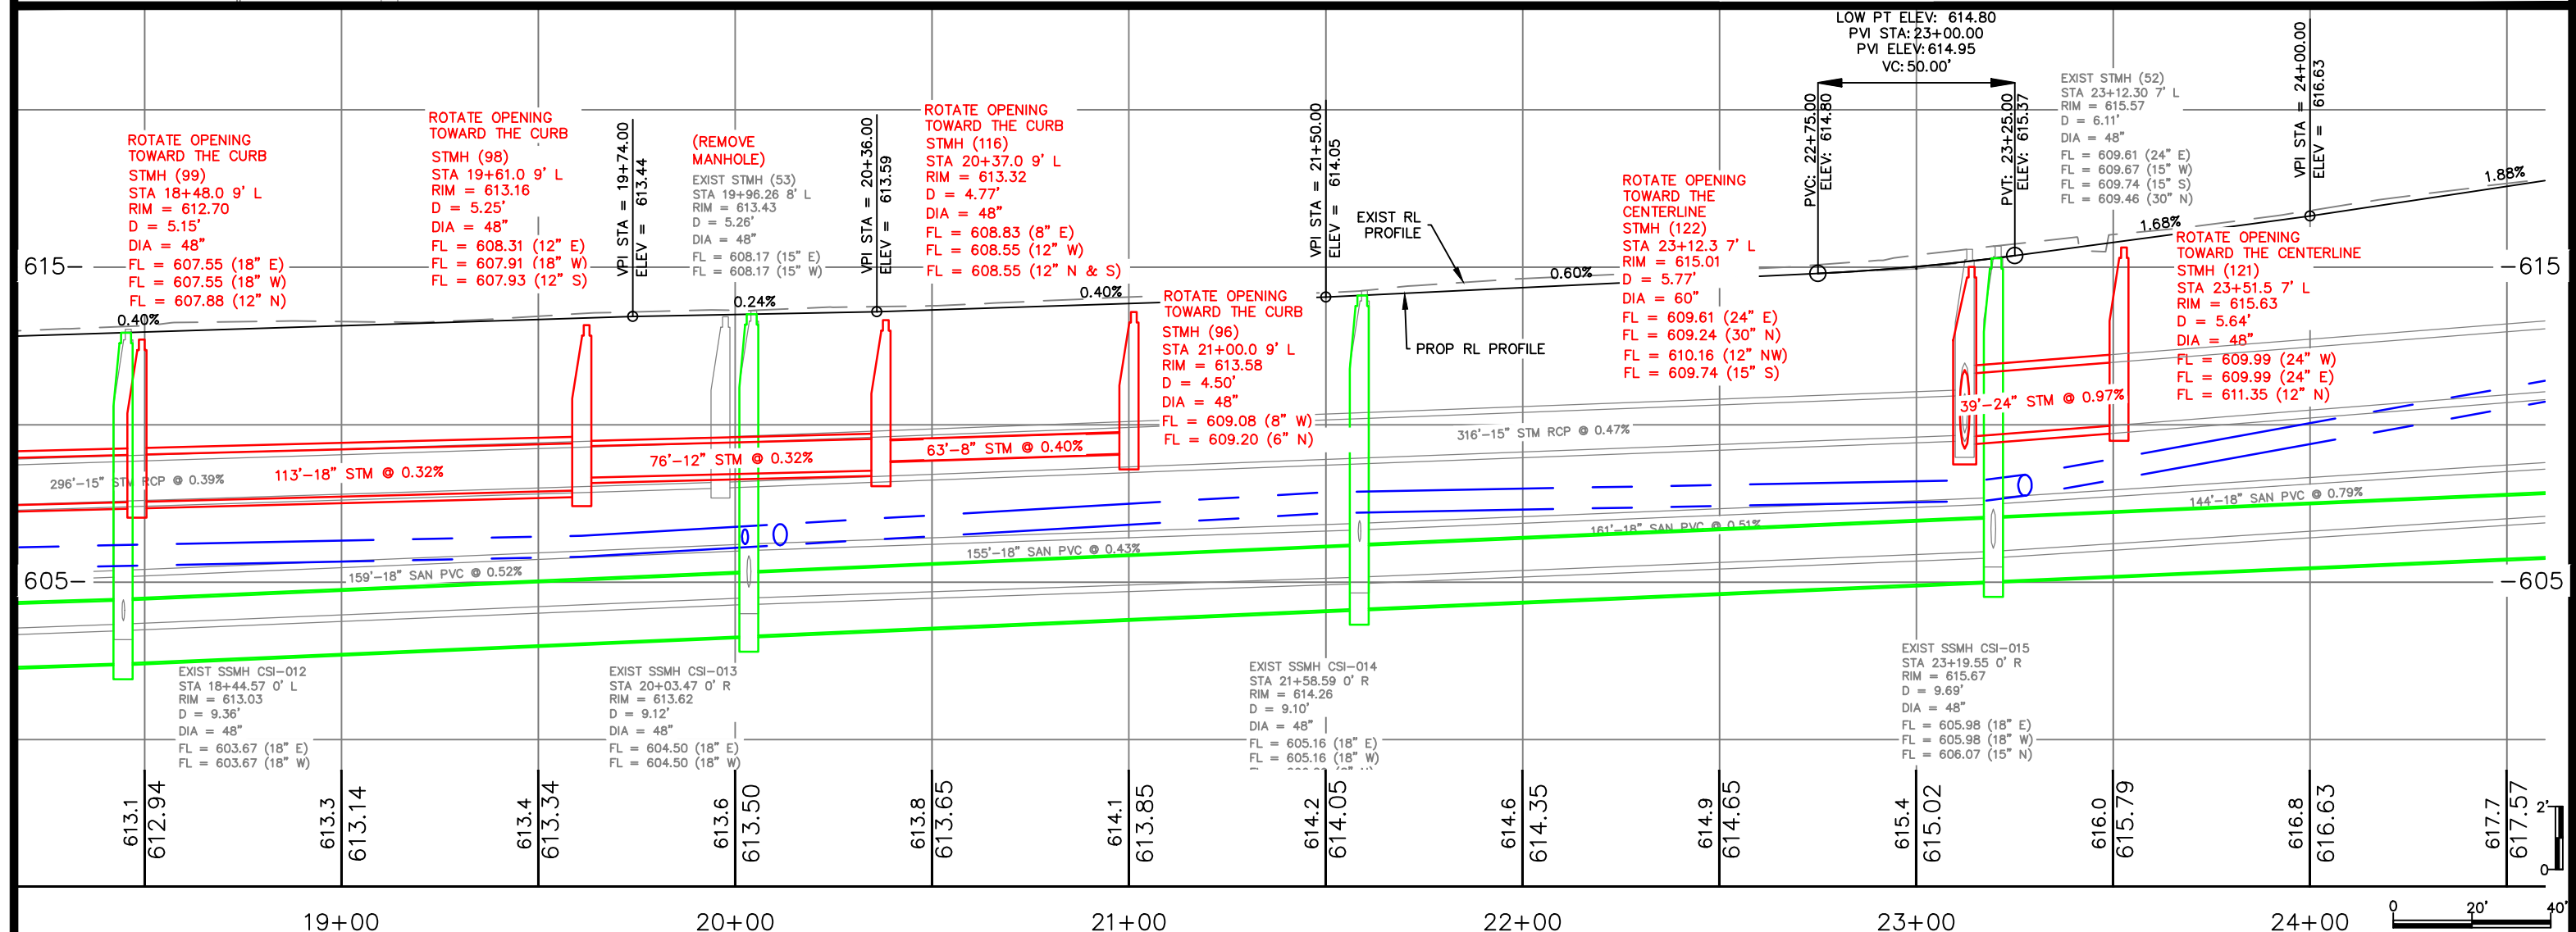 ROTATE OPENING
TOWARD THE CURB
STMH (99)
STA 18+48.0 9' L
RIM = 612.70
D = 5.15'
DIA = 48"
FL = 607.55 (18" E)
FL = 607.55 (18" W)
FL = 607.88 (12" N)
ROTATE OPENING
TOWARD THE CURB
STMH (98)
STA 19+61.0 9' L
RIM = 613.16
D = 5.25'
DIA = 48"
FL = 608.31 (12" E)
FL = 607.91 (18" W)
FL = 607.93 (12" S)
VPI STA = 19+74.00
ELEV = 613.44
(REMOVE
MANHOLE)
EXIST STMH (53)
STA 19+96.26 8' L
RIM = 613.43
D = 5.26'
DIA = 48"
FL = 608.17 (15" E)
FL = 608.17 (15" W)
VPI STA = 20+36.00
ELEV = 613.59
ROTATE OPENING
TOWARD THE CURB
STMH (116)
STA 20+37.0 9' L
RIM = 613.32
D = 4.77'
DIA = 48"
FL = 608.83 (8" E)
FL = 608.55 (12" W)
FL = 608.55 (12" N & S)
ROTATE OPENING
TOWARD THE CURB
STMH (96)
STA 21+00.0 9' L
RIM = 613.58
D = 4.50'
DIA = 48"
FL = 609.08 (8" W)
FL = 609.20 (6" N)
VPI STA = 21+50.00
ELEV = 614.05
EXIST RL
PROFILE
PROP RL PROFILE
ROTATE OPENING
TOWARD THE
CENTERLINE
STMH (122)
STA 23+12.3 7' L
RIM = 615.01
D = 5.77'
DIA = 60"
FL = 609.61 (24" E)
FL = 609.24 (30" N)
FL = 610.16 (12" NW)
FL = 609.74 (15" S)
LOW PT ELEV: 614.80
PVI STA: 23+00.00
PVI ELEV: 614.95
VC: 50.00'
PVC: 22+75.00
ELEV: 614.80
PVT: 23+25.00
ELEV: 615.37
EXIST STMH (52)
STA 23+12.30 7' L
RIM = 615.57
D = 6.11'
DIA = 48"
FL = 609.61 (24" E)
FL = 609.67 (15" W)
FL = 609.74 (15" S)
FL = 609.46 (30" N)
VPI STA = 24+00.00
ELEV = 616.63
ROTATE OPENING
TOWARD THE CENTERLINE
STMH (121)
STA 23+51.5 7' L
RIM = 615.63
D = 5.64'
DIA = 48"
FL = 609.99 (24" W)
FL = 609.99 (24" E)
FL = 611.35 (12" N)
615
615
0.40%
0.24%
0.40%
0.60%
1.68%
1.88%
296'-15" STM RCP @ 0.39%
113'-18" STM @ 0.32%
76'-12" STM @ 0.32%
63'-8" STM @ 0.40%
316'-15" STM RCP @ 0.47%
39'-24" STM @ 0.97%
159'-18" SAN PVC @ 0.52%
155'-18" SAN PVC @ 0.43%
161'-18" SAN PVC @ 0.51%
144'-18" SAN PVC @ 0.79%
605
605
EXIST SSMH CSI-012
STA 18+44.57 0' L
RIM = 613.03
D = 9.36'
DIA = 48"
FL = 603.67 (18" E)
FL = 603.67 (18" W)
EXIST SSMH CSI-013
STA 20+03.47 0' R
RIM = 613.62
D = 9.12'
DIA = 48"
FL = 604.50 (18" E)
FL = 604.50 (18" W)
EXIST SSMH CSI-014
STA 21+58.59 0' R
RIM = 614.26
D = 9.10'
DIA = 48"
FL = 605.16 (18" E)
FL = 605.16 (18" W)
EXIST SSMH CSI-015
STA 23+19.55 0' R
RIM = 615.67
D = 9.69'
DIA = 48"
FL = 605.98 (18" E)
FL = 605.98 (18" W)
FL = 606.07 (15" N)
613.1
612.94
613.3
613.14
613.4
613.34
613.6
613.50
613.8
613.65
614.1
613.85
614.2
614.05
614.6
614.35
614.9
614.65
615.4
615.02
616.0
615.79
616.8
616.63
617.7
617.57
2'
0
19+00
20+00
21+00
22+00
23+00
24+00
0
20'
40'